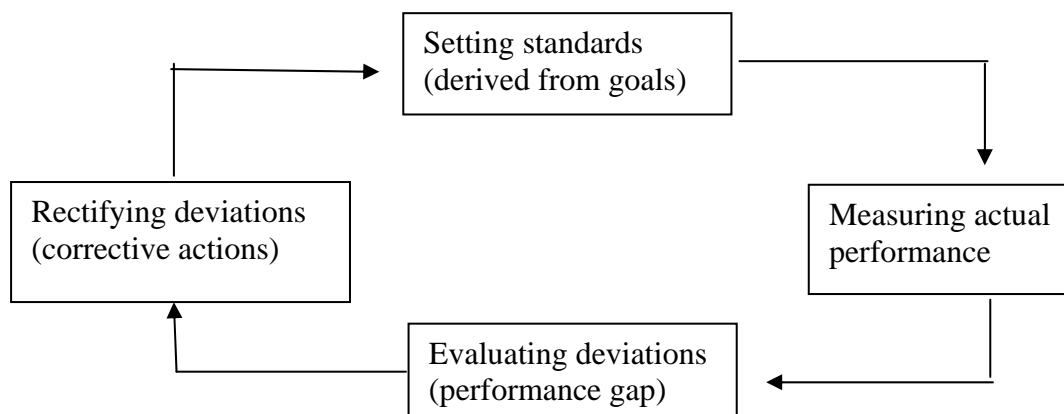 Setting standards
(derived from goals)
Measuring actual
performance
Evaluating deviations
(performance gap)
Rectifying deviations
(corrective actions)